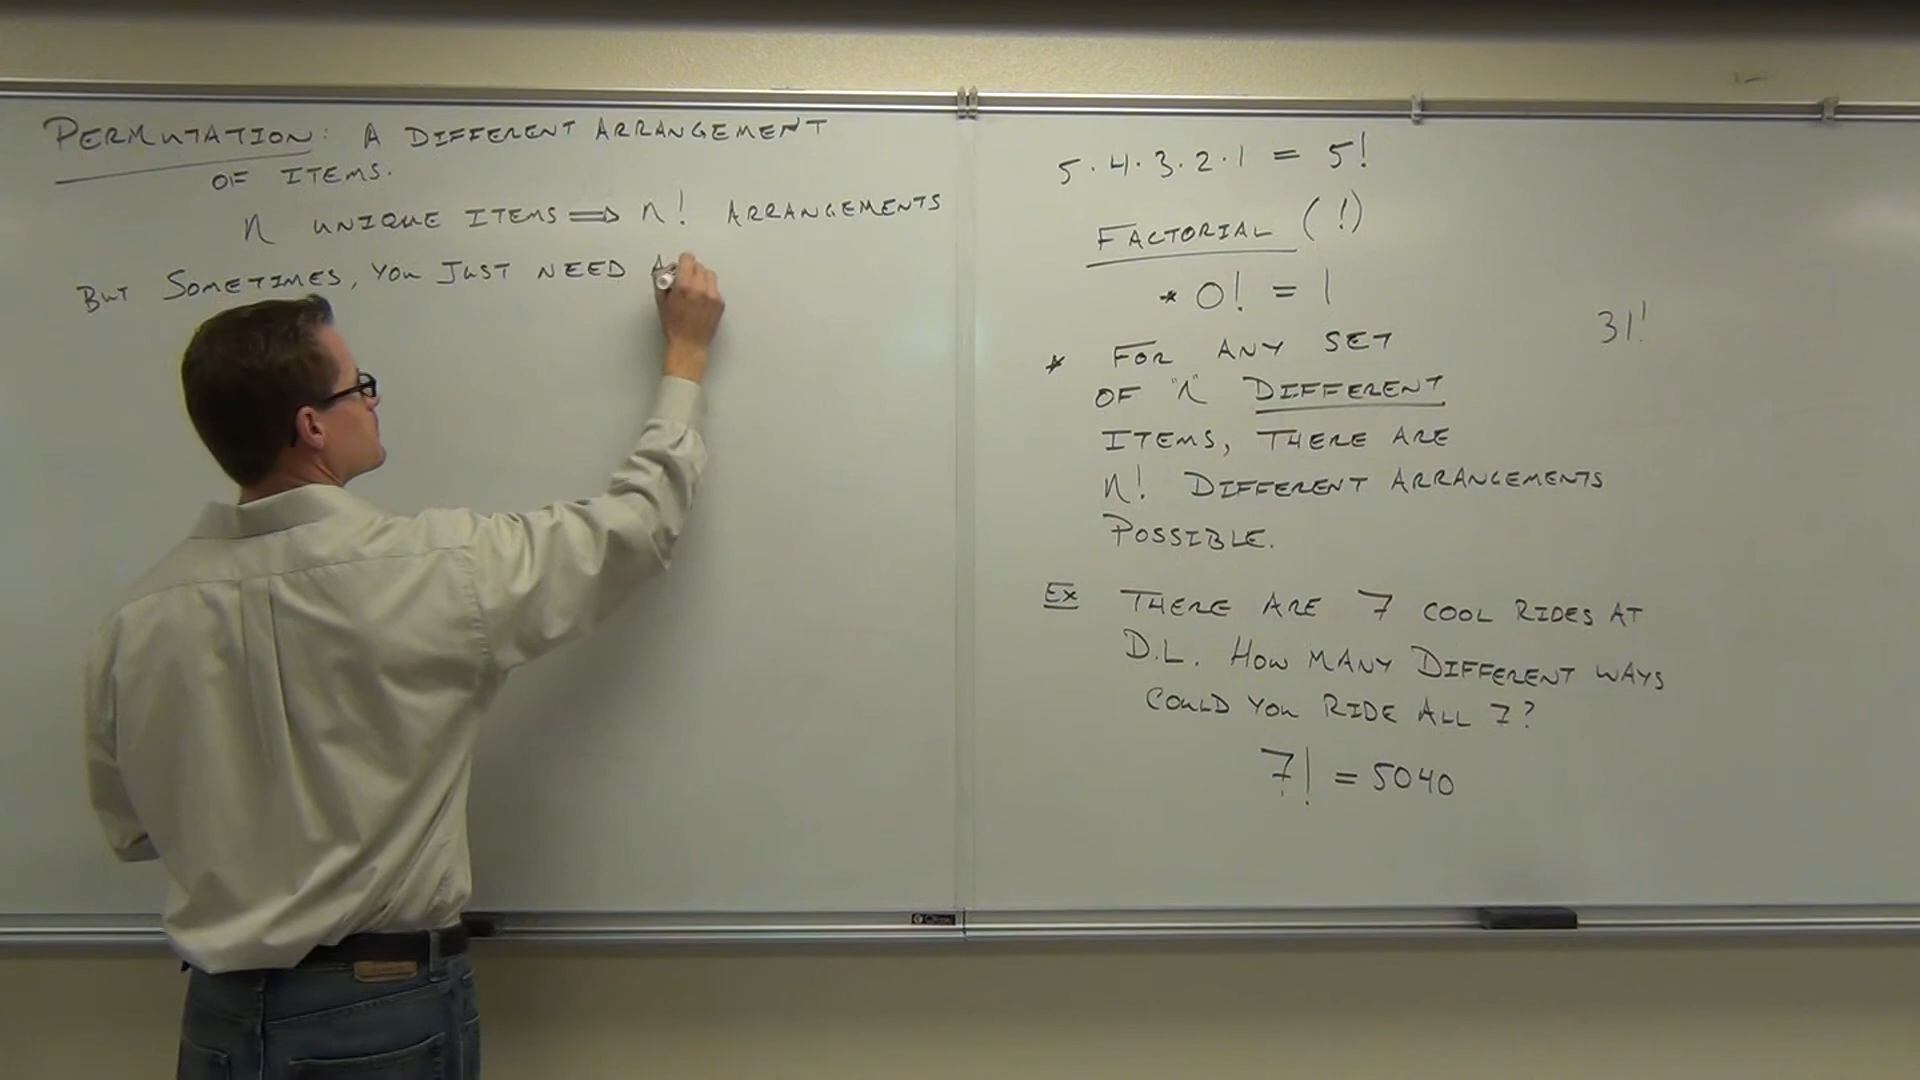 PERMUTATION: A DIFFERENT ARRANGEMENT
OF ITEMS.
n UNIQUE ITEMS ⇒ n! ARRANGEMENTS
BUT SOMETIMES, YOU JUST NEED A
5·4·3·2·1 = 5!
FACTORIAL (!)
* 0! = 1
31!
* FOR ANY SET
OF "n" DIFFERENT
ITEMS, THERE ARE
n! DIFFERENT ARRANGEMENTS
POSSIBLE.
EX THERE ARE 7 COOL RIDES AT
D.L. HOW MANY DIFFERENT WAYS
COULD YOU RIDE ALL 7?
7! = 5040